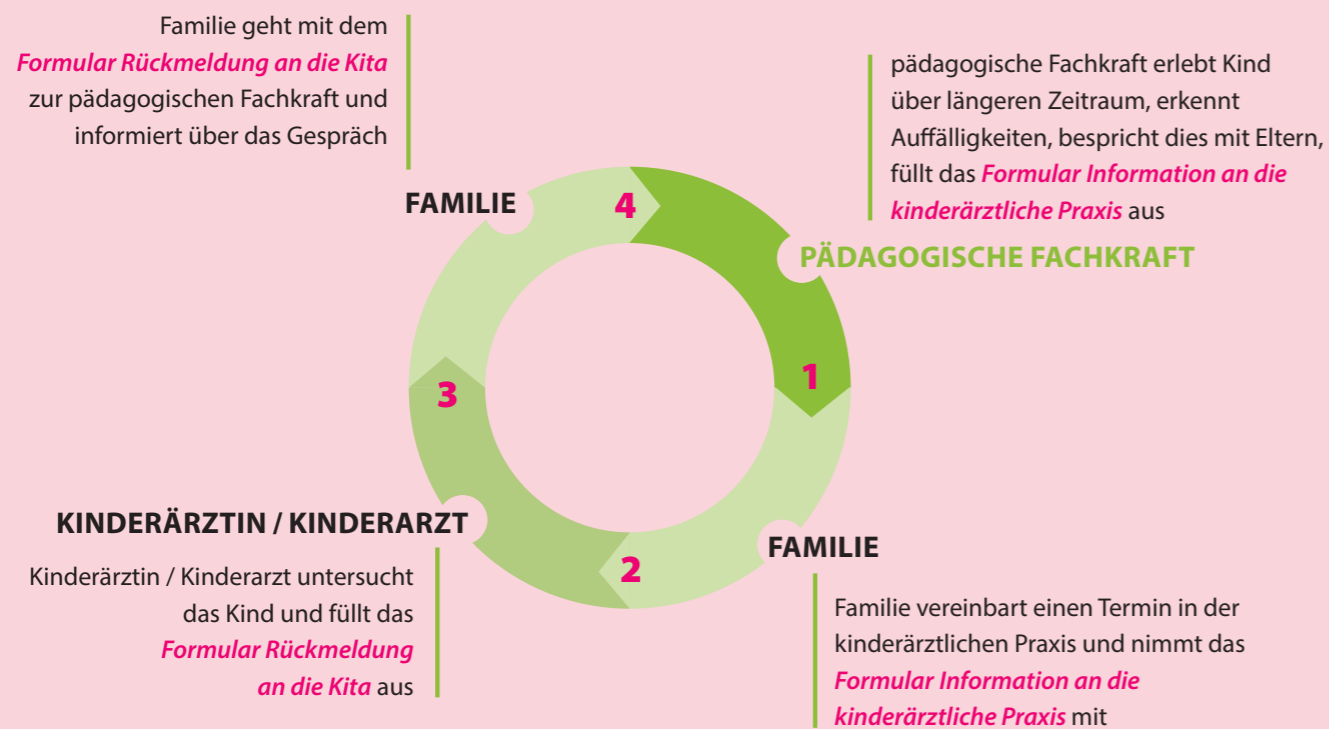 Familie geht mit dem
Formular Rückmeldung an die Kita
zur pädagogischen Fachkraft und
informiert über das Gespräch
pädagogische Fachkraft erlebt Kind
über längeren Zeitraum, erkennt
Auffälligkeiten, bespricht dies mit Eltern,
füllt das Formular Information an die
kinderärztliche Praxis aus
FAMILIE
4
PÄDAGOGISCHE FACHKRAFT
1
3
KINDERÄRZTIN / KINDERARZT
Kinderärztin / Kinderarzt untersucht
das Kind und füllt das
Formular Rückmeldung
an die Kita aus
2
FAMILIE
Familie vereinbart einen Termin in der
kinderärztlichen Praxis und nimmt das
Formular Information an die
kinderärztliche Praxis mit